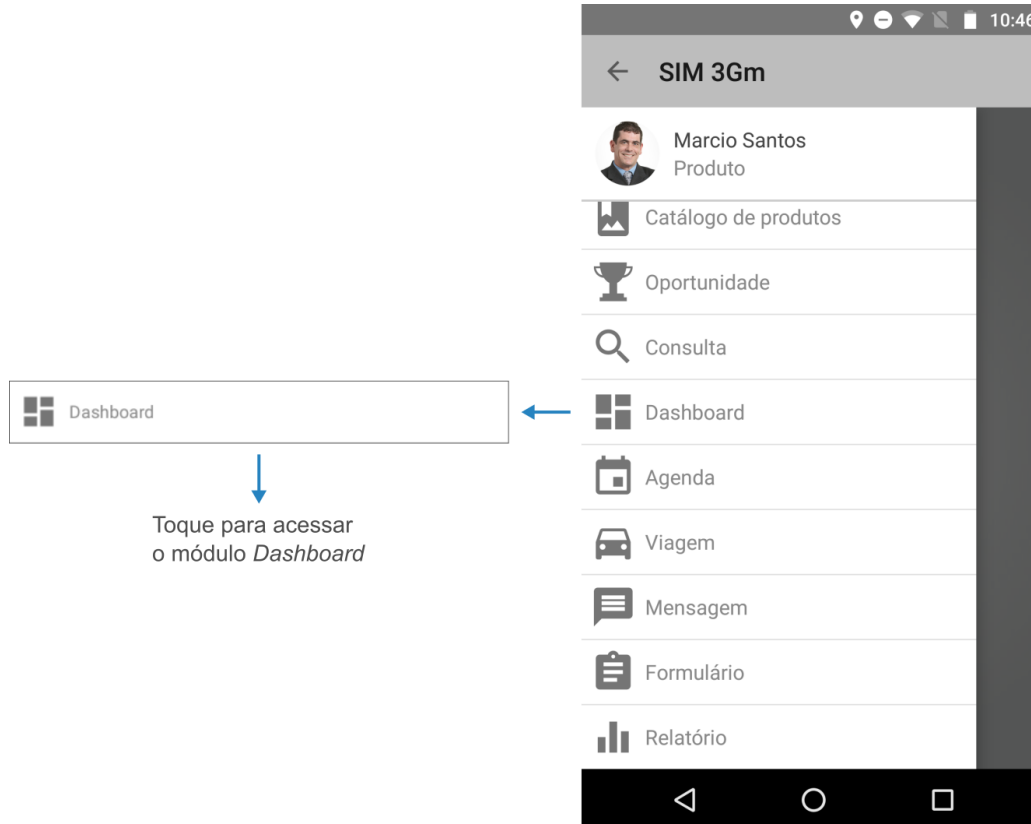 10:46
SIM 3Gm
Marcio Santos
Produto
Catálogo de produtos
Oportunidade
Consulta
Dashboard
Agenda
Viagem
Mensagem
Formulário
Relatório
Dashboard
Toque para acessar
o módulo Dashboard